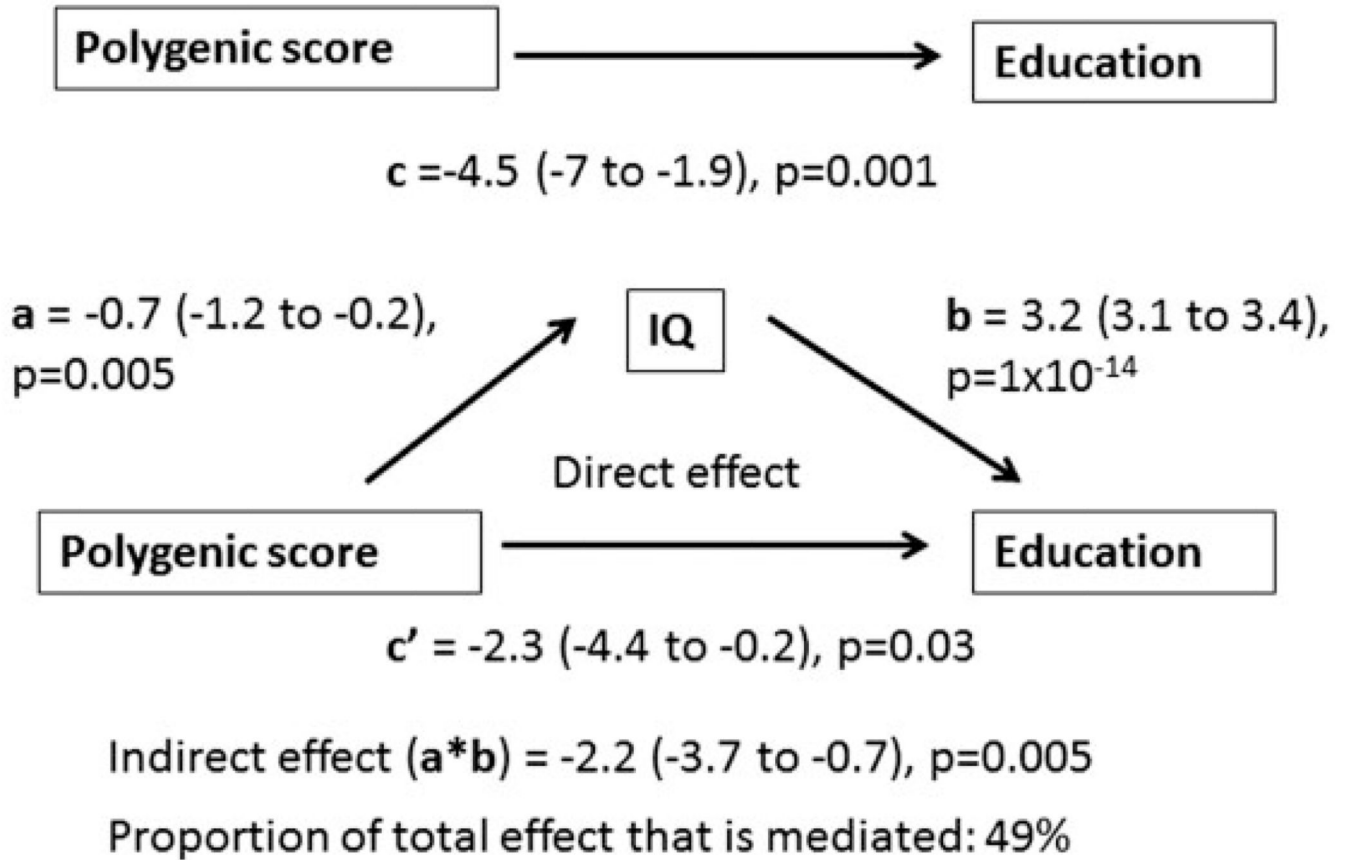 Polygenic score
Education
c =-4.5 (-7 to -1.9), p=0.001
a = -0.7 (-1.2 to -0.2),
p=0.005
IQ
b = 3.2 (3.1 to 3.4),
p=1x10⁻¹⁴
Direct effect
Polygenic score
Education
c’ = -2.3 (-4.4 to -0.2), p=0.03
Indirect effect (a*b) = -2.2 (-3.7 to -0.7), p=0.005
Proportion of total effect that is mediated: 49%